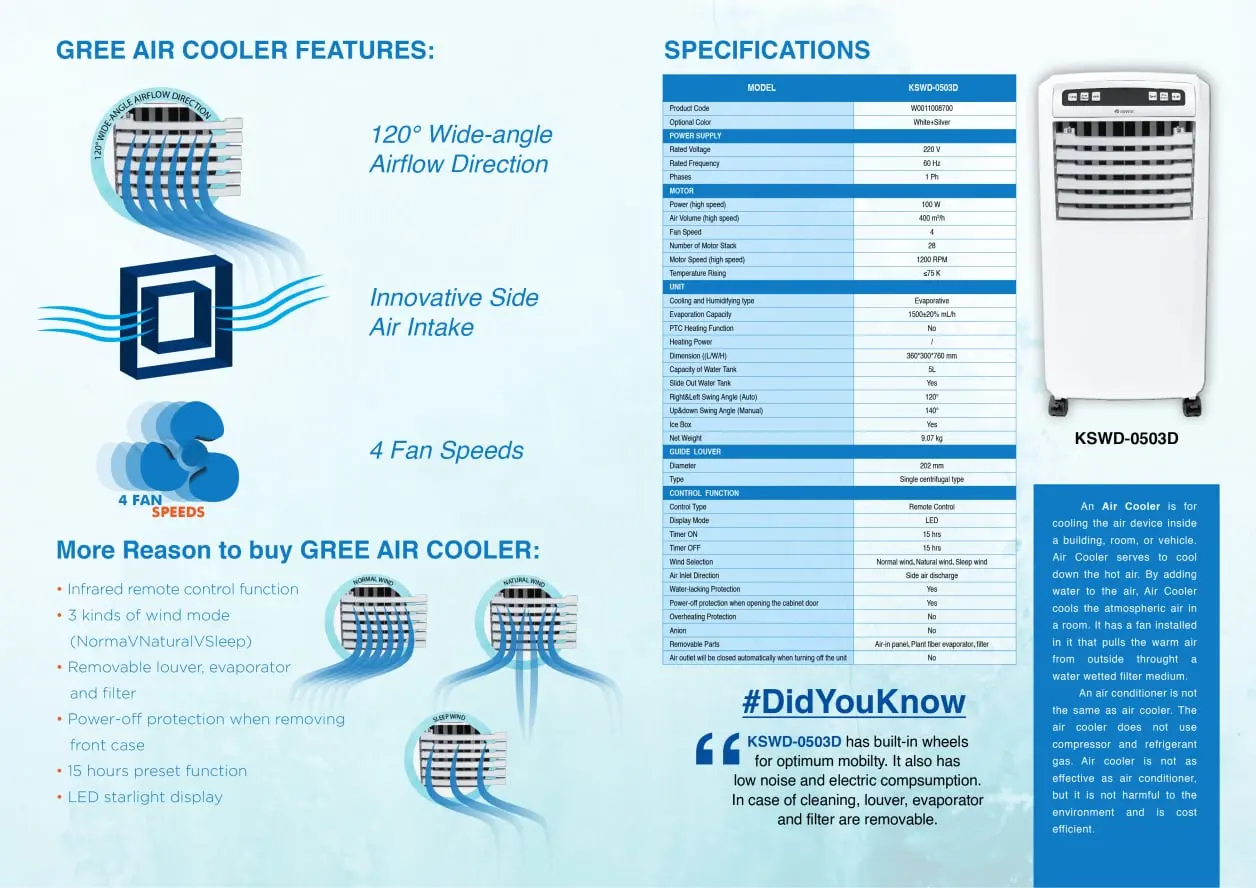 GREE AIR COOLER FEATURES:
120° WIDE-ANGLE AIRFLOW DIRECTION
120° Wide-angle
Airflow Direction
Innovative Side
Air Intake
4 FAN
SPEEDS
4 Fan Speeds
More Reason to buy GREE AIR COOLER:
• Infrared remote control function
• 3 kinds of wind mode
(NormaVNaturalVSleep)
• Removable louver, evaporator
and filter
• Power-off protection when removing
front case
• 15 hours preset function
• LED starlight display
NORMAL WIND
NATURAL WIND
SLEEP WIND
SPECIFICATIONS
MODEL KSWD-0503D
Product Code W0011008700
Optional Color White+Silver
POWER SUPPLY
Rated Voltage 220 V
Rated Frequency 60 Hz
Phases 1 Ph
MOTOR
Power (high speed) 100 W
Air Volume (high speed) 400 m³/h
Fan Speed 4
Number of Motor Stack 28
Motor Speed (high speed) 1200 RPM
Temperature Rising ≤75 K
UNIT
Cooling and Humidifying type Evaporative
Evaporation Capacity 1500±20% mL/h
PTC Heating Function No
Heating Power /
Dimension ((L/W/H) 360*300*760 mm
Capacity of Water Tank 5L
Slide Out Water Tank Yes
Right&Left Swing Angle (Auto) 120°
Up&down Swing Angle (Manual) 140°
Ice Box Yes
Net Weight 9.07 kg
GUIDE LOUVER
Diameter 202 mm
Type Single centrifugal type
CONTROL FUNCTION
Control Type Remote Control
Display Mode LED
Timer ON 15 hrs
Timer OFF 15 hrs
Wind Selection Normal wind, Natural wind, Sleep wind
Air Inlet Direction Side air discharge
Water-lacking Protection Yes
Power-off protection when opening the cabinet door Yes
Overheating Protection No
Anion No
Removable Parts Air-in panel, Plant fiber evaporator, filter
Air outlet will be closed automatically when turning off the unit No
#DidYouKnow
KSWD-0503D has built-in wheels
for optimum mobilty. It also has
low noise and electric compsumption.
In case of cleaning, louver, evaporator
and filter are removable.
KSWD-0503D
An Air Cooler is for
cooling the air device inside
a building, room, or vehicle.
Air Cooler serves to cool
down the hot air. By adding
water to the air, Air Cooler
cools the atmospheric air in
a room. It has a fan installed
in it that pulls the warm air
from outside throught a
water wetted filter medium.
An air conditioner is not
the same as air cooler. The
air cooler does not use
compressor and refrigerant
gas. Air cooler is not as
effective as air conditioner,
but it is not harmful to the
environment and is cost
efficient.